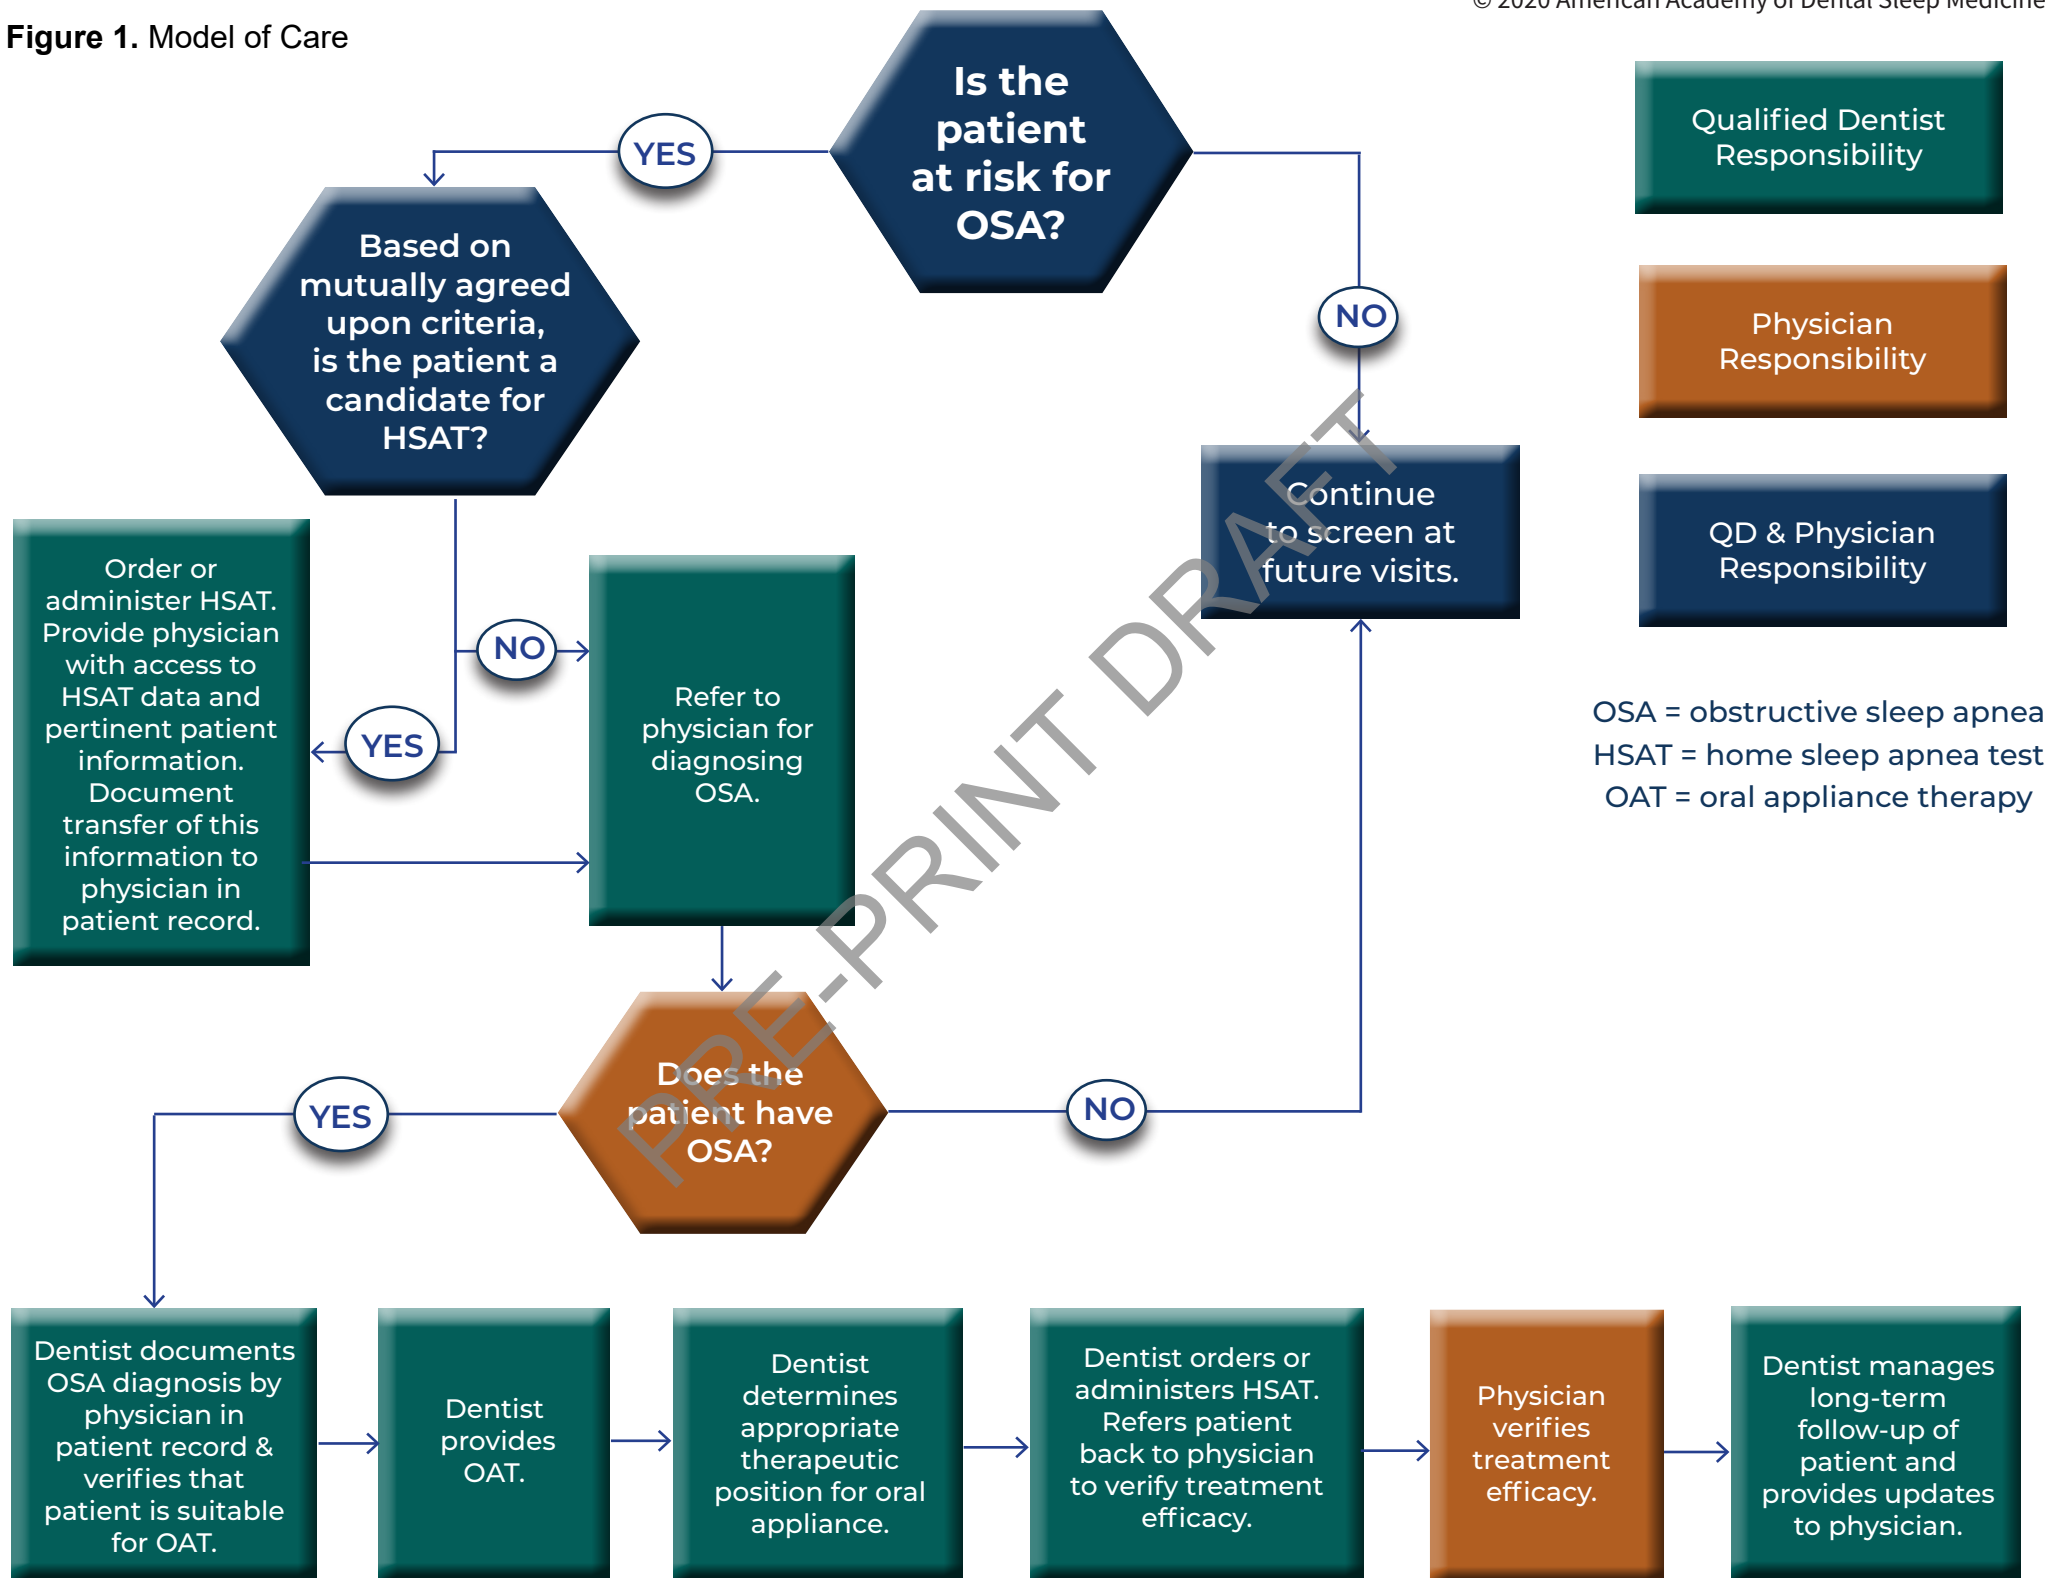 © 2020 American Academy of Dental Sleep Medicine
Figure 1. Model of Care
Is the
patient
at risk for
OSA?
YES
NO
Based on
mutually agreed
upon criteria,
is the patient a
candidate for
HSAT?
Continue
to screen at
future visits.
Order or
administer HSAT.
Provide physician
with access to
HSAT data and
pertinent patient
information.
Document
transfer of this
information to
physician in
patient record.
NO
YES
Refer to
physician for
diagnosing
OSA.
Does the
patient have
OSA?
YES
NO
Dentist documents
OSA diagnosis by
physician in
patient record &
verifies that
patient is suitable
for OAT.
Dentist
provides
OAT.
Dentist
determines
appropriate
therapeutic
position for oral
appliance.
Dentist orders or
administers HSAT.
Refers patient
back to physician
to verify treatment
efficacy.
Physician
verifies
treatment
efficacy.
Dentist manages
long-term
follow-up of
patient and
provides updates
to physician.
Qualified Dentist
Responsibility
Physician
Responsibility
QD & Physician
Responsibility
OSA = obstructive sleep apnea
HSAT = home sleep apnea test
OAT = oral appliance therapy
PRE-PRINT DRAFT